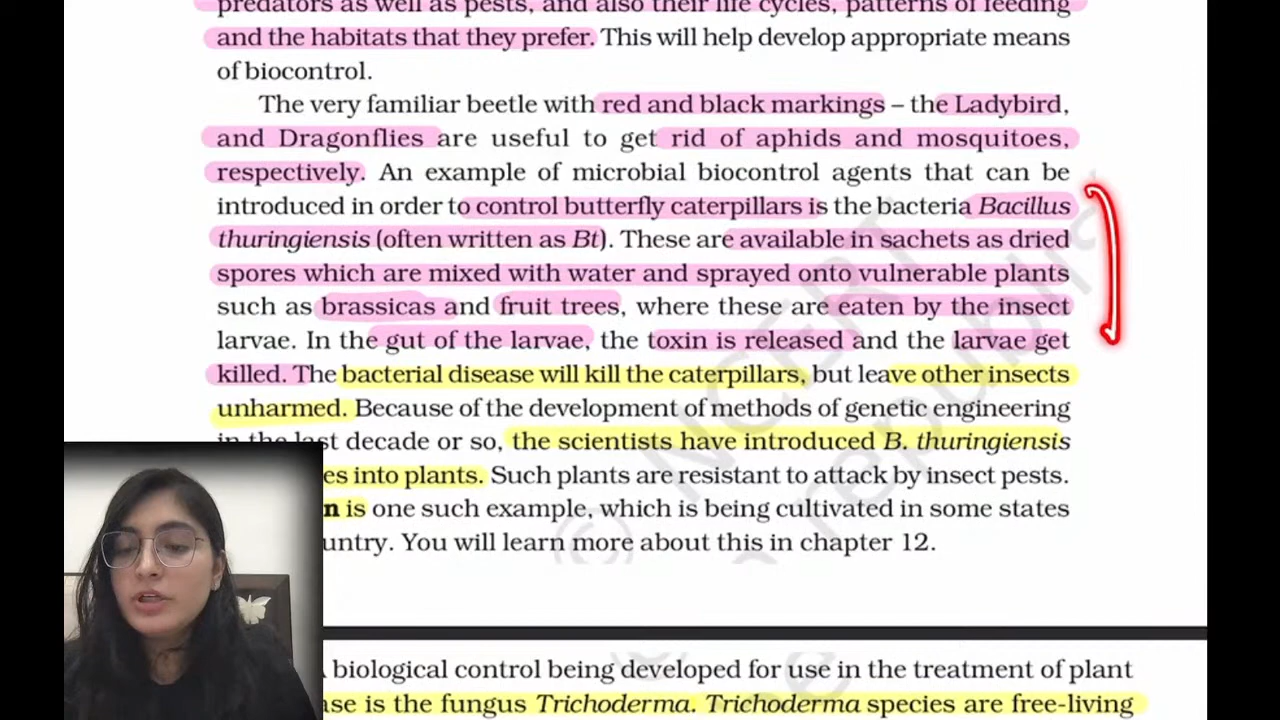 predators as well as pests, and also their life cycles, patterns of feeding
and the habitats that they prefer. This will help develop appropriate means
of biocontrol.
The very familiar beetle with red and black markings – the Ladybird,
and Dragonflies are useful to get rid of aphids and mosquitoes,
respectively. An example of microbial biocontrol agents that can be
introduced in order to control butterfly caterpillars is the bacteria Bacillus
thuringiensis (often written as Bt). These are available in sachets as dried
spores which are mixed with water and sprayed onto vulnerable plants
such as brassicas and fruit trees, where these are eaten by the insect
larvae. In the gut of the larvae, the toxin is released and the larvae get
killed. The bacterial disease will kill the caterpillars, but leave other insects
unharmed. Because of the development of methods of genetic engineering
in the last decade or so, the scientists have introduced B. thuringiensis
es into plants. Such plants are resistant to attack by insect pests.
n is one such example, which is being cultivated in some states
untry. You will learn more about this in chapter 12.
biological control being developed for use in the treatment of plant
ase is the fungus Trichoderma. Trichoderma species are free-living
© NCERT
republ